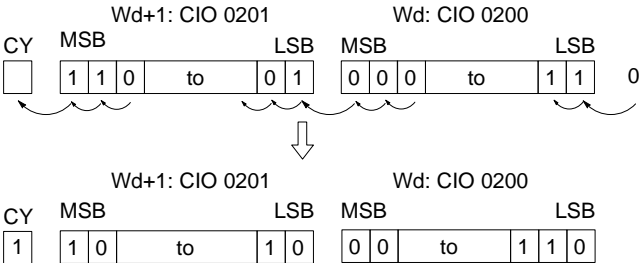 Wd+1: CIO 0201 Wd: CIO 0200
CY MSB LSB MSB LSB
1 1 0 to 0 1 0 0 0 to 1 1 0
Wd+1: CIO 0201 Wd: CIO 0200
CY MSB LSB MSB LSB
1 1 0 to 1 0 0 0 to 1 1 0